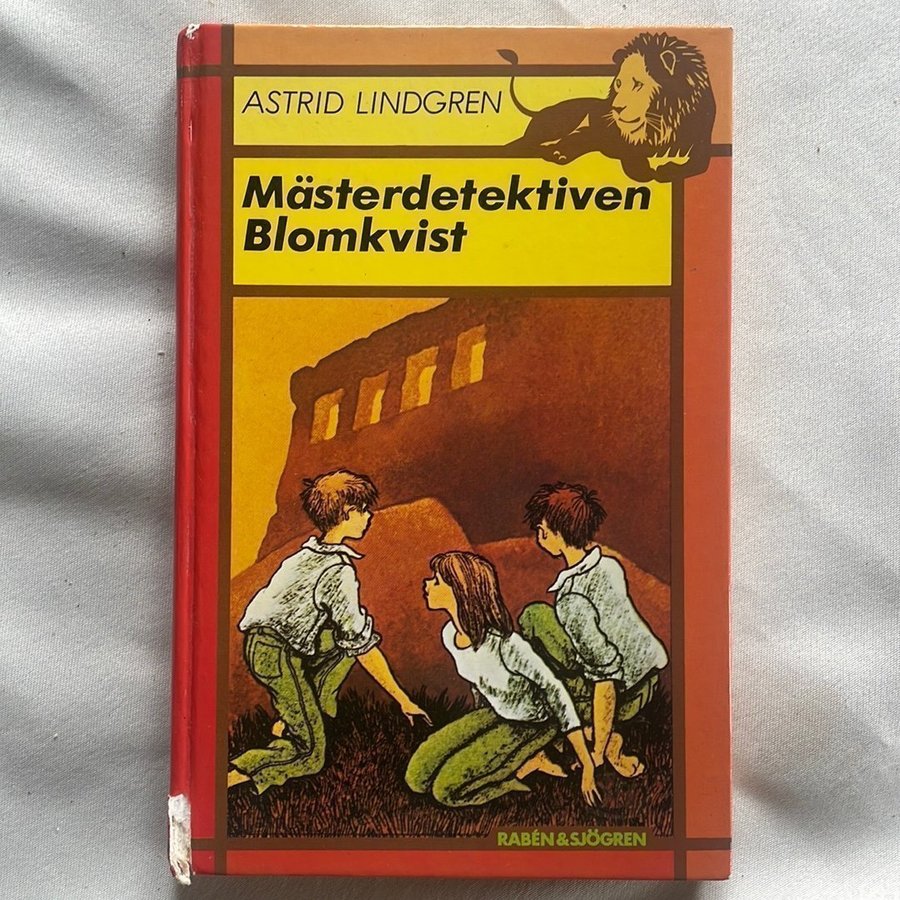 ASTRID LINDGREN
Mästerdetektiven
Blomkvist
RABÉN & SJÖGREN